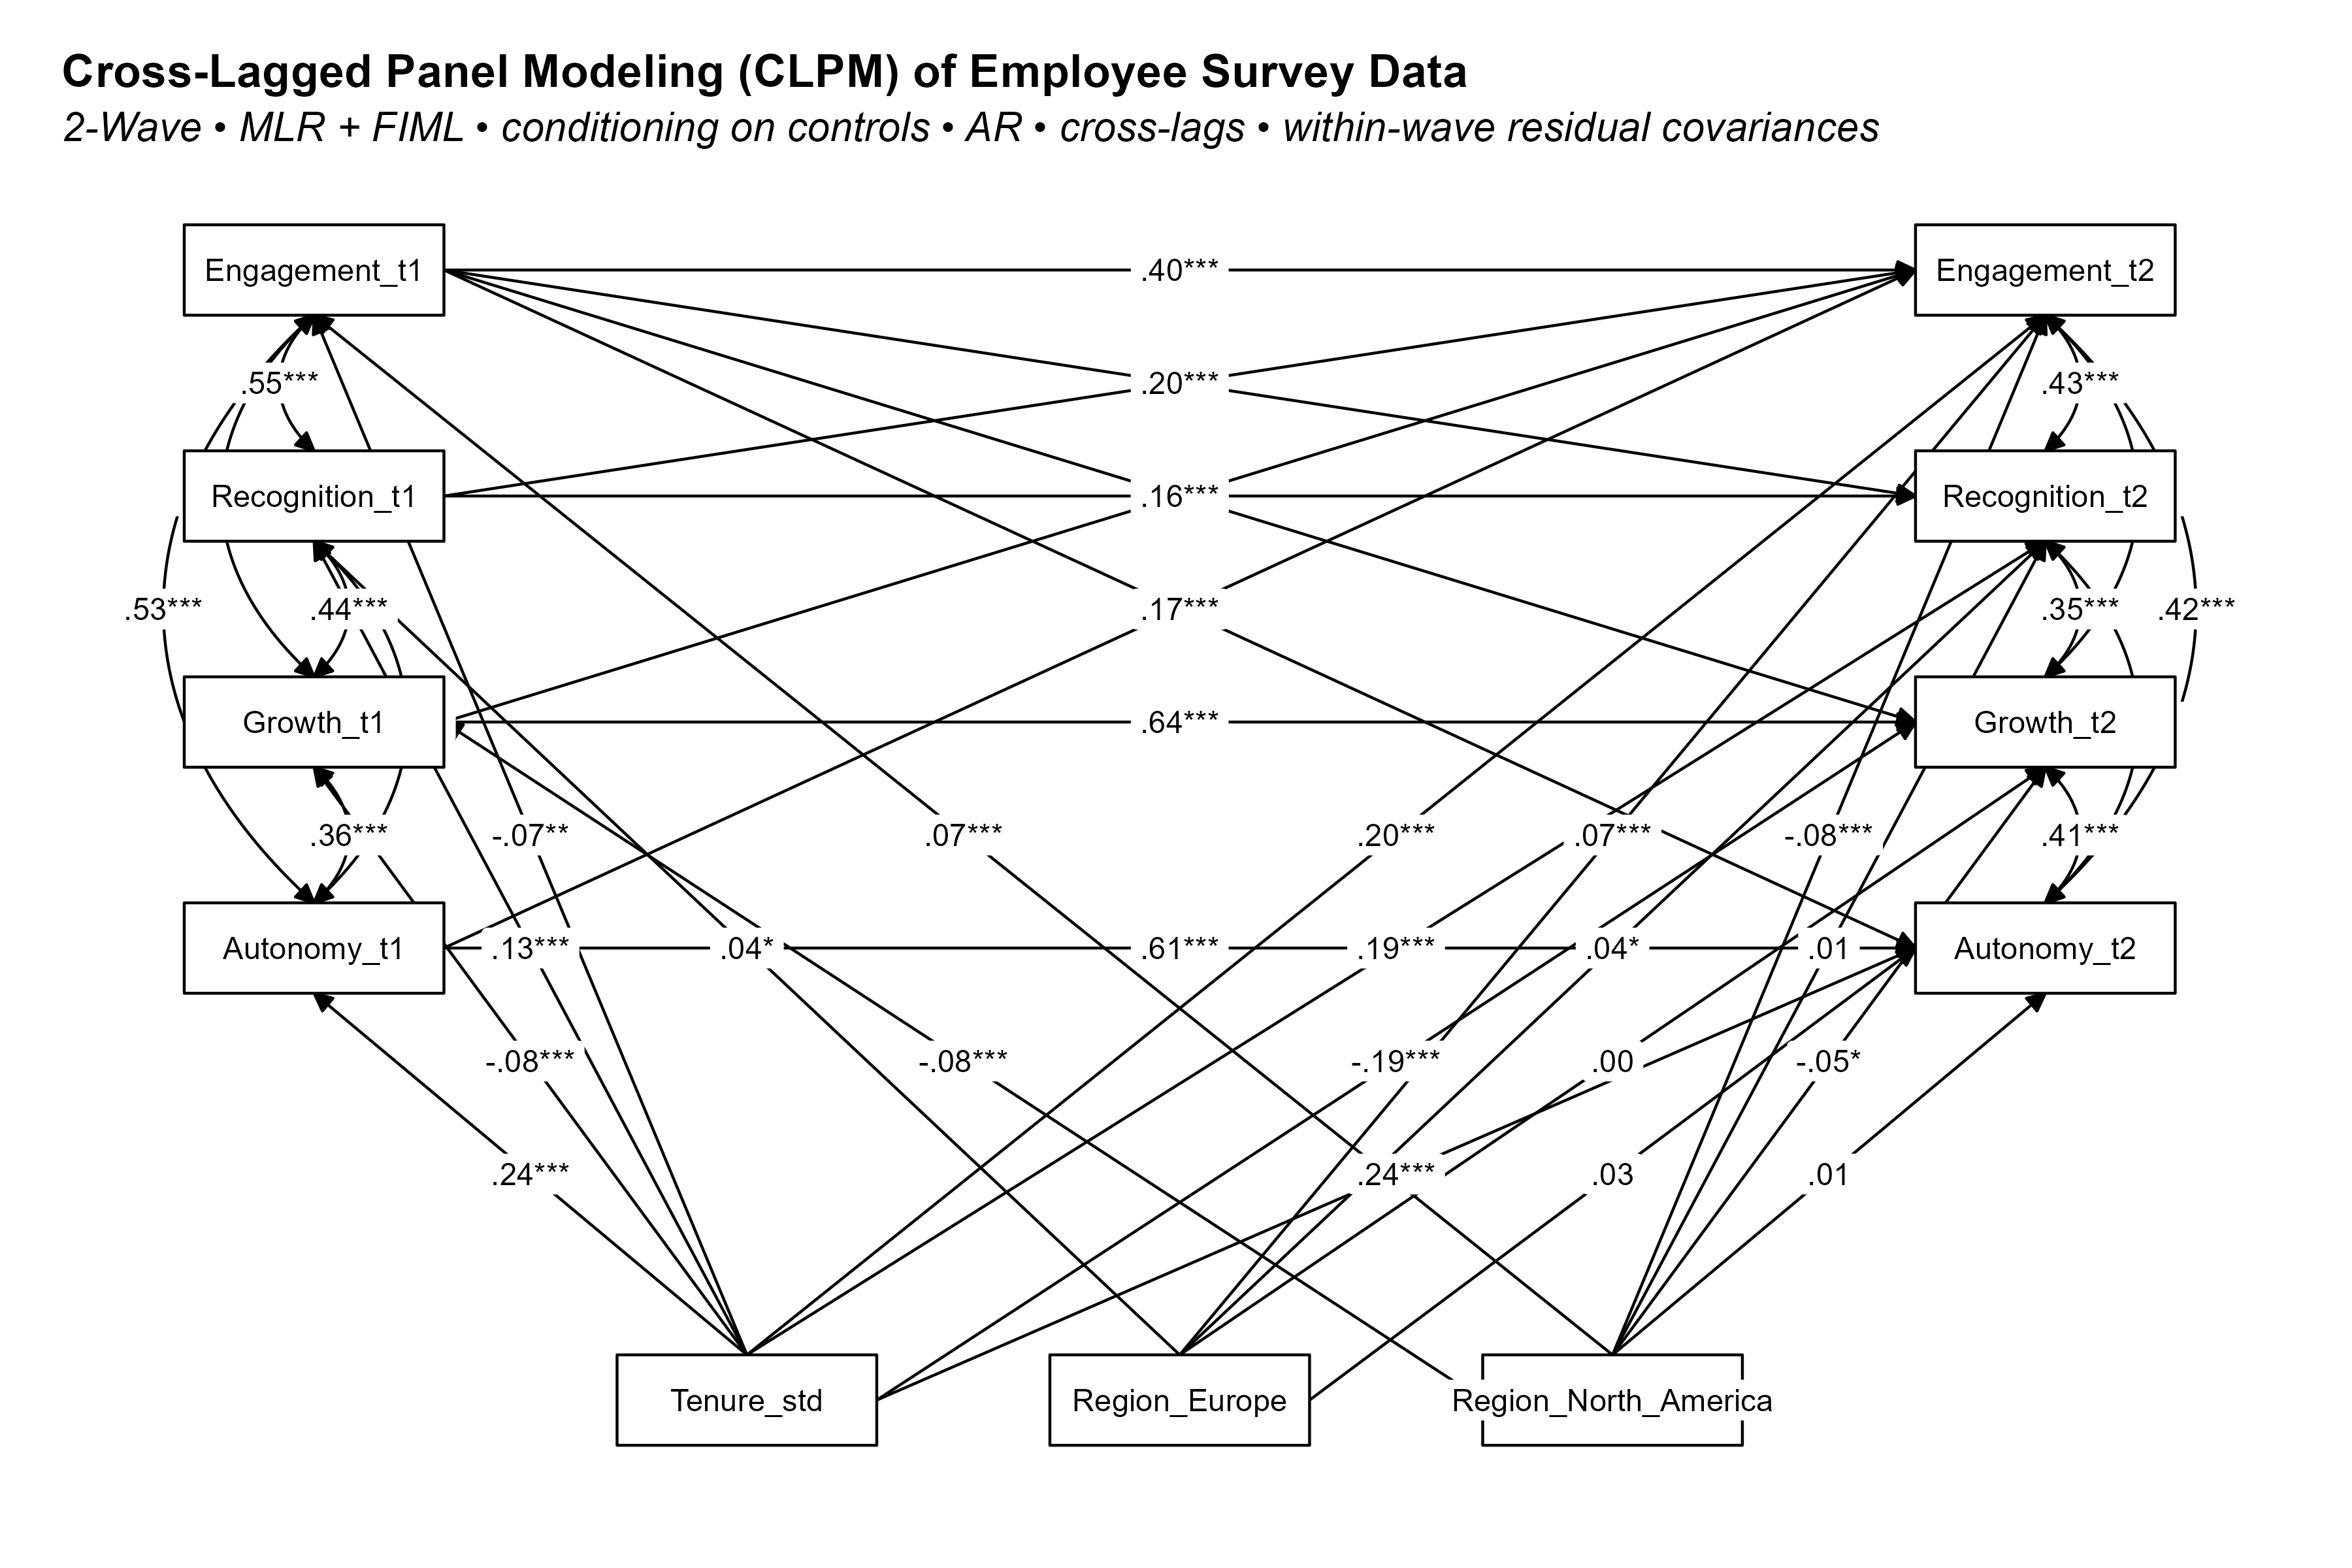 Cross-Lagged Panel Modeling (CLPM) of Employee Survey Data
2-Wave • MLR + FIML • conditioning on controls • AR • cross-lags • within-wave residual covariances
Engagement_t1
.40***
Engagement_t2
.55***
.20***
.43***
Recognition_t1
.16***
Recognition_t2
.53***
.44***
.17***
.35***
.42***
Growth_t1
.64***
Growth_t2
.36***
-.07**
.07***
.20***
.07***
-.08***
.41***
Autonomy_t1
.13***
.04*
.61***
.19***
.04*
.01
Autonomy_t2
-.08***
-.08***
-.19***
.00
-.05*
.24***
.24***
.03
.01
Tenure_std
Region_Europe
Region_North_America